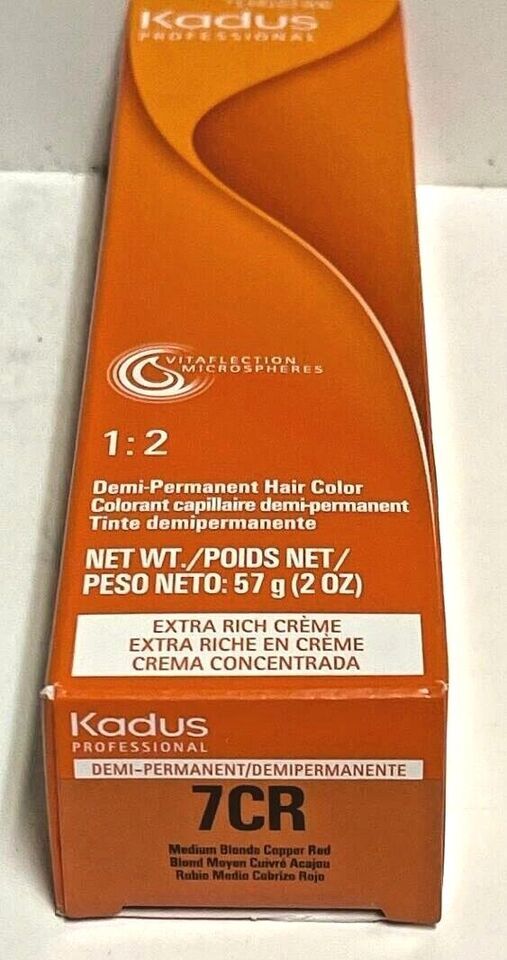 Kadus
PROFESSIONAL
VITAFLECTION
MICROSPHERES
1:2
Demi-Permanent Hair Color
Colorant capillaire demi-permanent
Tinte demipermanente
NET WT./POIDS NET/
PESO NETO: 57 g (2 OZ)
EXTRA RICH CRÈME
EXTRA RICHE EN CRÈME
CREMA CONCENTRADA
Kadus
PROFESSIONAL
DEMI-PERMANENT/DEMIPERMANENTE
7CR
Medium Blonde Copper Red
Blond Moyen Cuivré Acajou
Rubio Medio Cobrizo Rojo